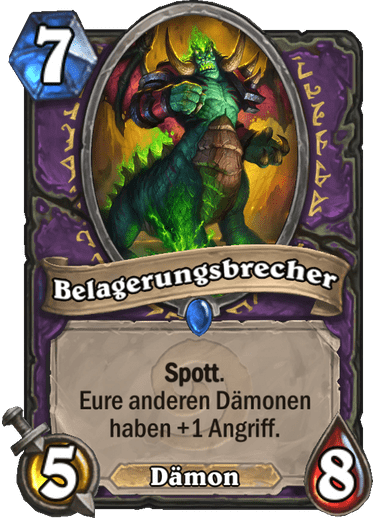 7
Belagerungsbrecher
Spott.
Eure anderen Dämonen
haben +1 Angriff.
5
Dämon
8